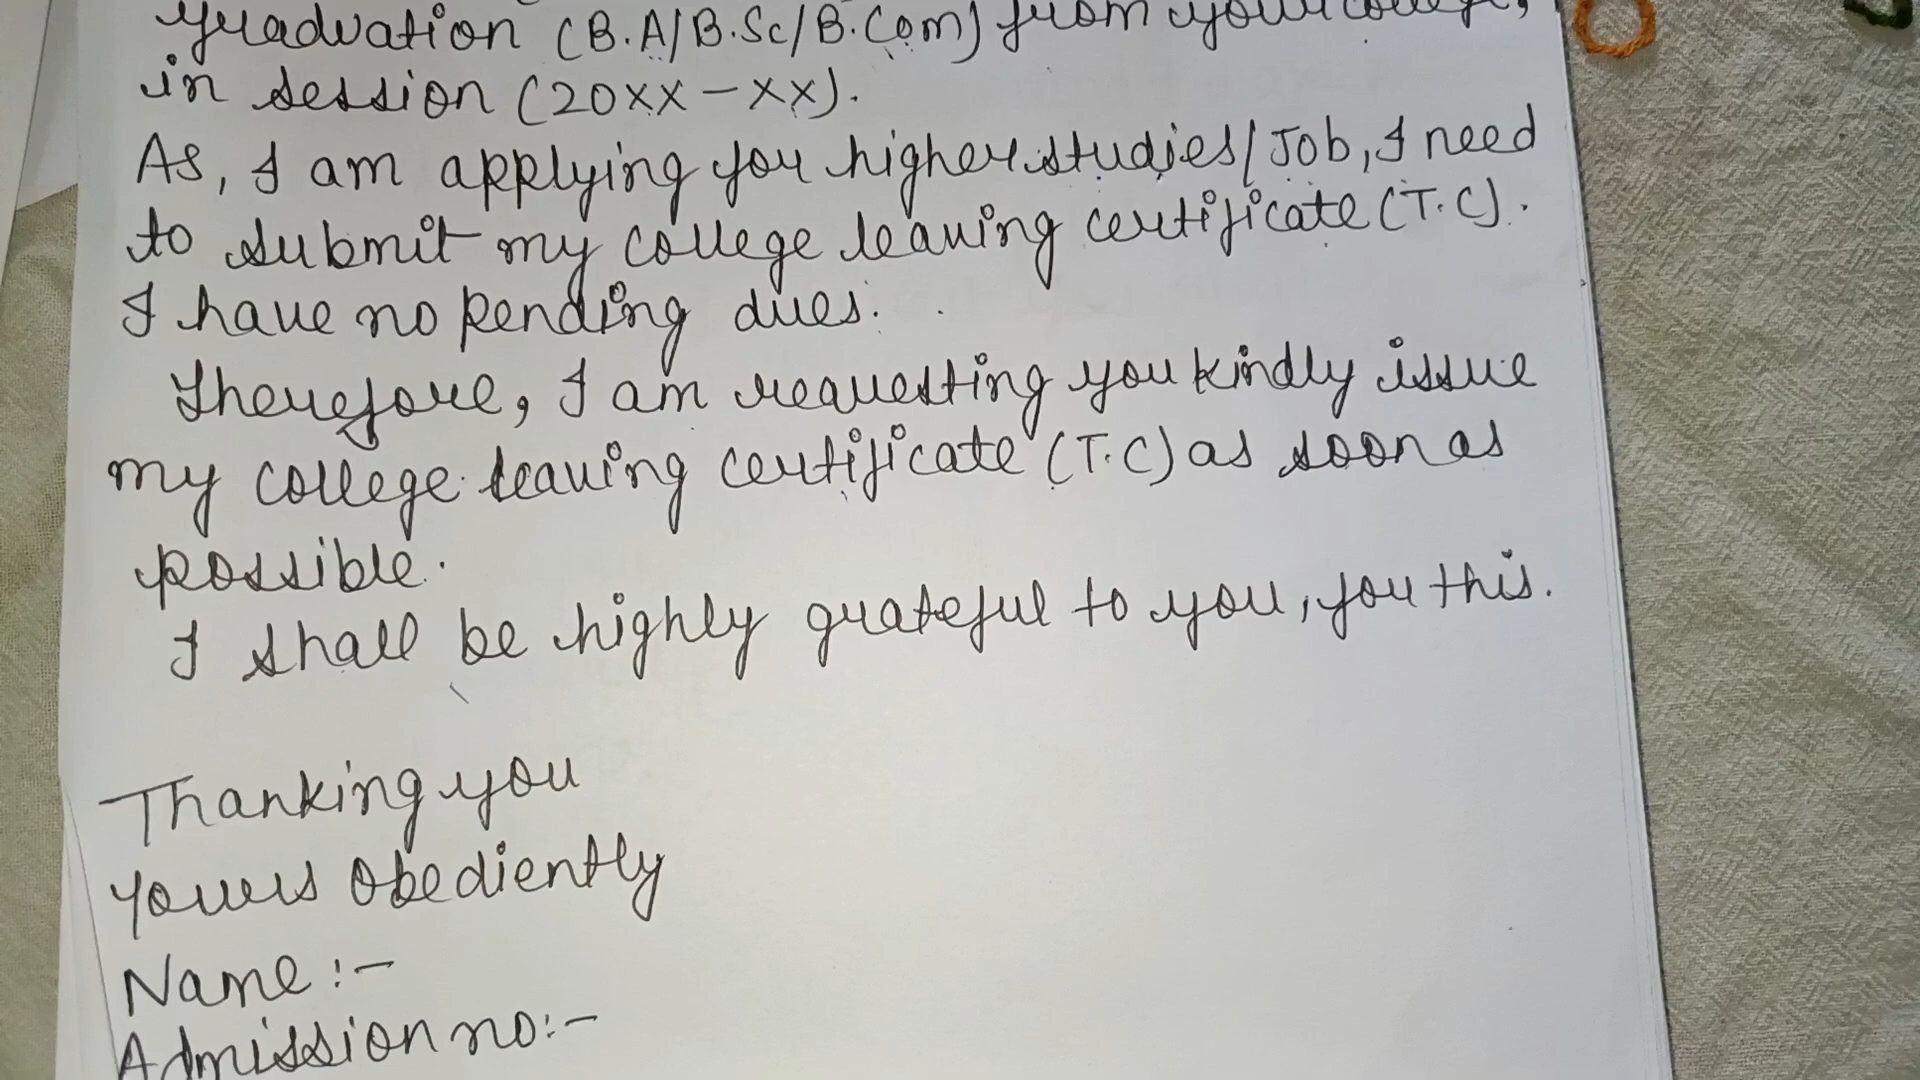 graduation (B.A/B.Sc/B.Com) from your college,
in session (20xx-xx).
As, I am applying for higher studies/Job, I need
to submit my college leaving certificate (T.C).
I have no pending dues.
Therefore, I am requesting you kindly issue
my college leaving certificate (T.C) as soon as
possible.
I shall be highly grateful to you, for this.
Thanking you
Yours Obediently
Name :-
Admission no:-